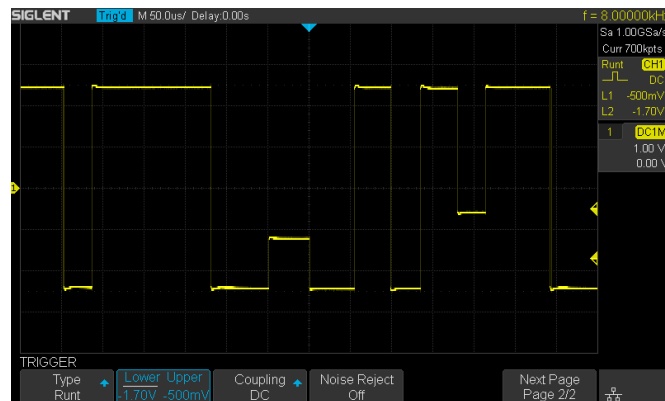 SIGLENT Trig'd M 50.0us/ Delay:0.00s f = 8.00000kHz
Sa 1.00GSa/s
Curr 700kpts
Runt CH1
DC
L1 -500mV
L2 -1.70V
1 DC1M
1.00 V
0.00 V
1
TRIGGER
Type Lower Upper Coupling Noise Reject Next Page
Runt -1.70V -500mV DC Off Page 2/2